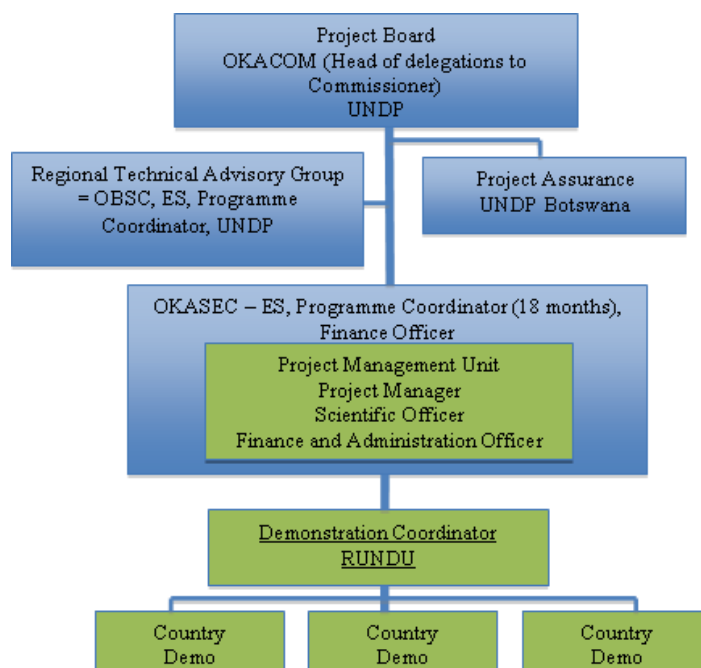 Project Board
OKACOM (Head of delegations to
Commissioner)
UNDP
Regional Technical Advisory Group
= OBSC, ES, Programme
Coordinator, UNDP
Project Assurance
UNDP Botswana
OKASEC – ES, Programme Coordinator (18 months),
Finance Officer
Project Management Unit
Project Manager
Scientific Officer
Finance and Administration Officer
Demonstration Coordinator
RUNDU
Country
Demo
Country
Demo
Country
Demo